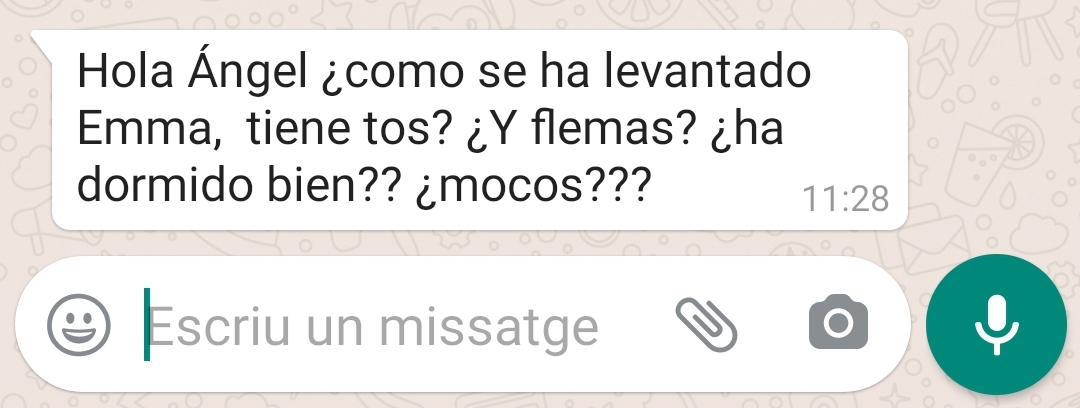 Hola Ángel ¿como se ha levantado
Emma,  tiene tos? ¿Y flemas? ¿ha
dormido bien?? ¿mocos???
11:28
Escriu un missatge